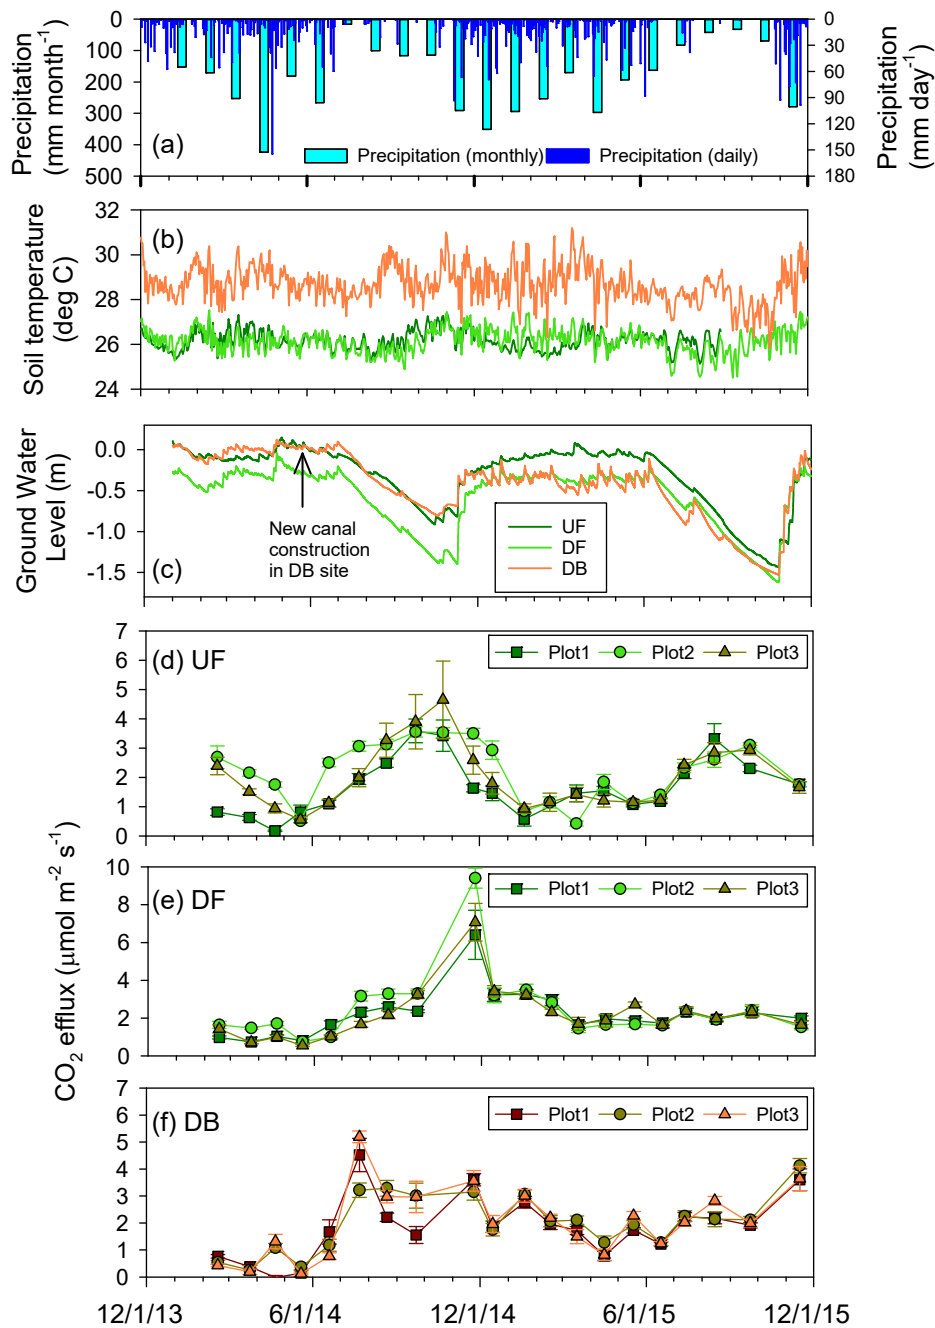 0
100
200
300
400
500
Precipitation
(mm month-1)
(a)
Precipitation (monthly)
Precipitation (daily)
0
30
60
90
120
150
180
Precipitation
(mm day-1)
32
30
28
26
24
Soil temperature
(deg C)
(b)
0.0
-0.5
-1.0
-1.5
Ground Water
Level (m)
(c)
New canal
construction
in DB site
UF
DF
DB
7
6
5
4
3
2
1
0
(d) UF
Plot1 Plot2 Plot3
CO2 efflux (μmol m-2 s-1)
10
8
6
4
2
0
(e) DF
Plot1 Plot2 Plot3
7
6
5
4
3
2
1
0
(f) DB
Plot1 Plot2 Plot3
12/1/13 6/1/14 12/1/14 6/1/15 12/1/15